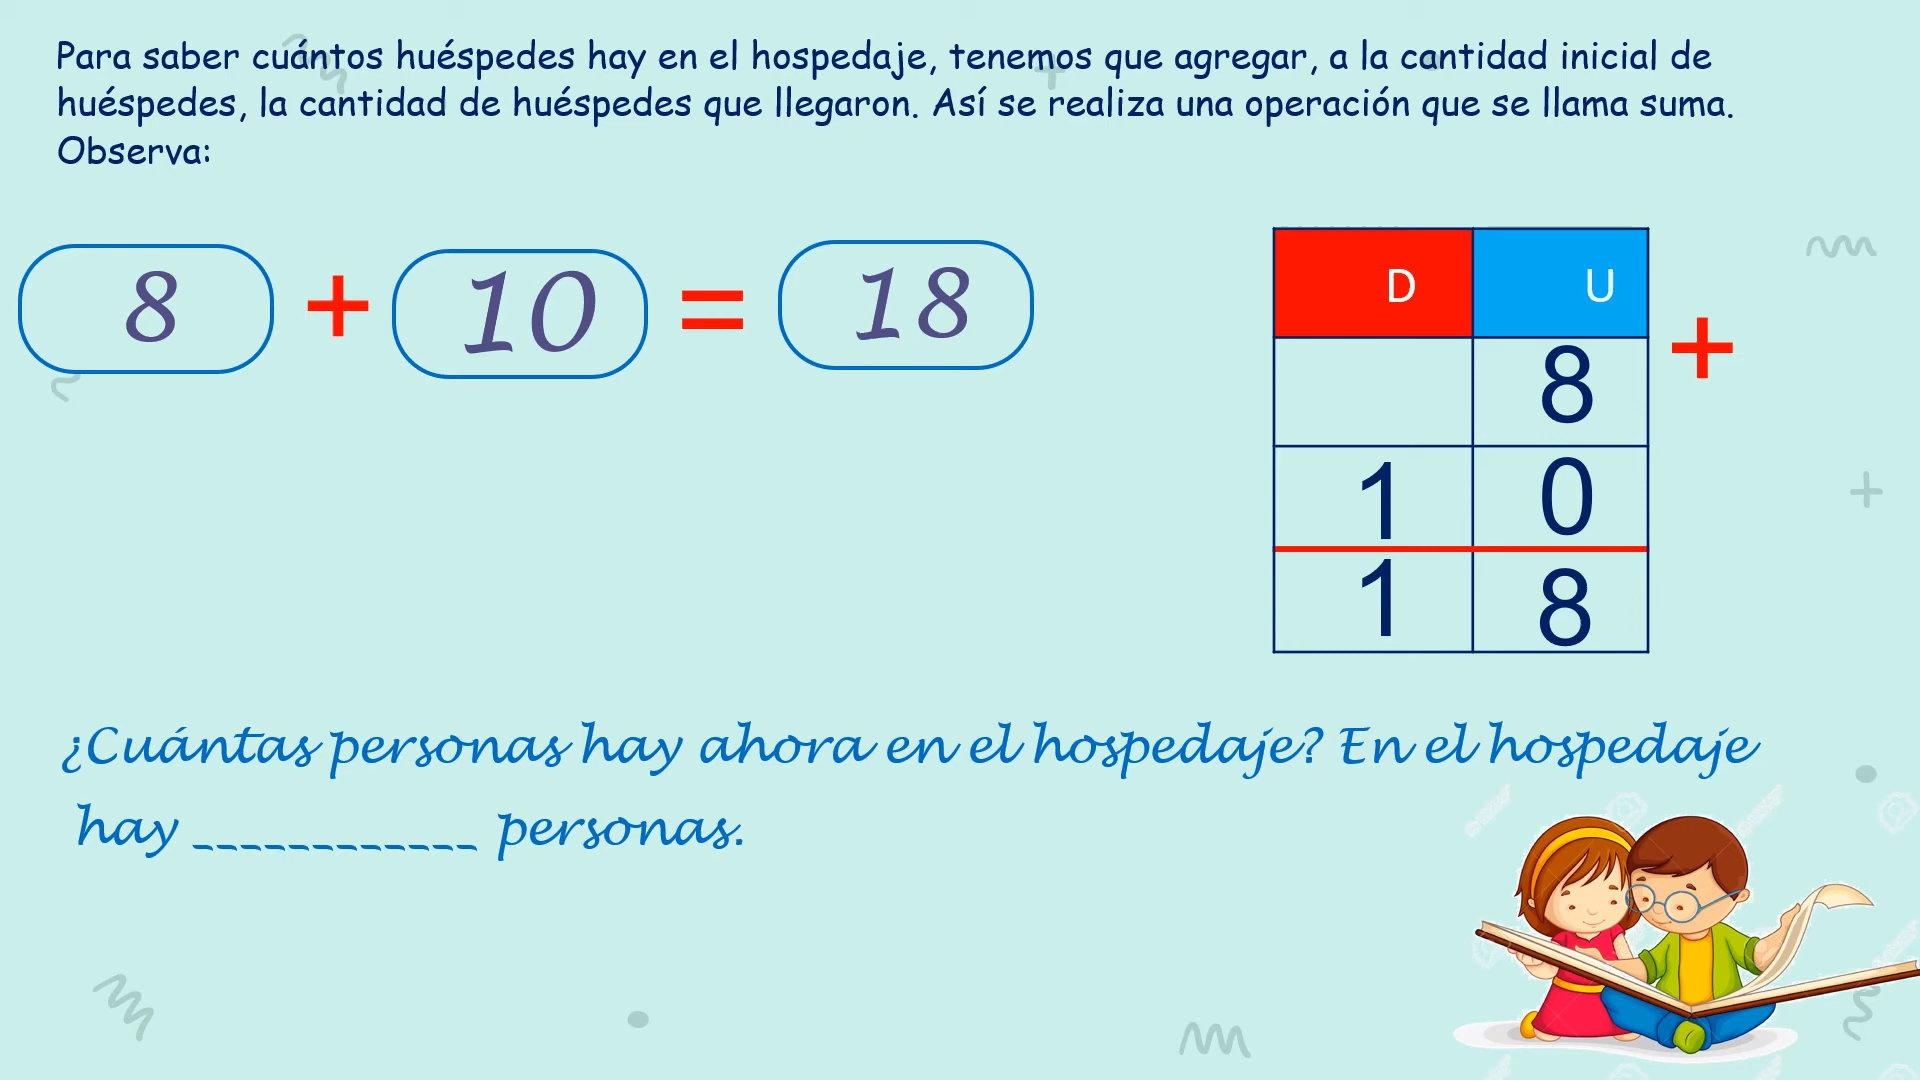 Para saber cuántos huéspedes hay en el hospedaje, tenemos que agregar, a la cantidad inicial de
huéspedes, la cantidad de huéspedes que llegaron. Así se realiza una operación que se llama suma.
Observa:
8 + 10 = 18
D U
8 +
1 0
1 8
¿Cuántas personas hay ahora en el hospedaje? En el hospedaje
hay ____________ personas.